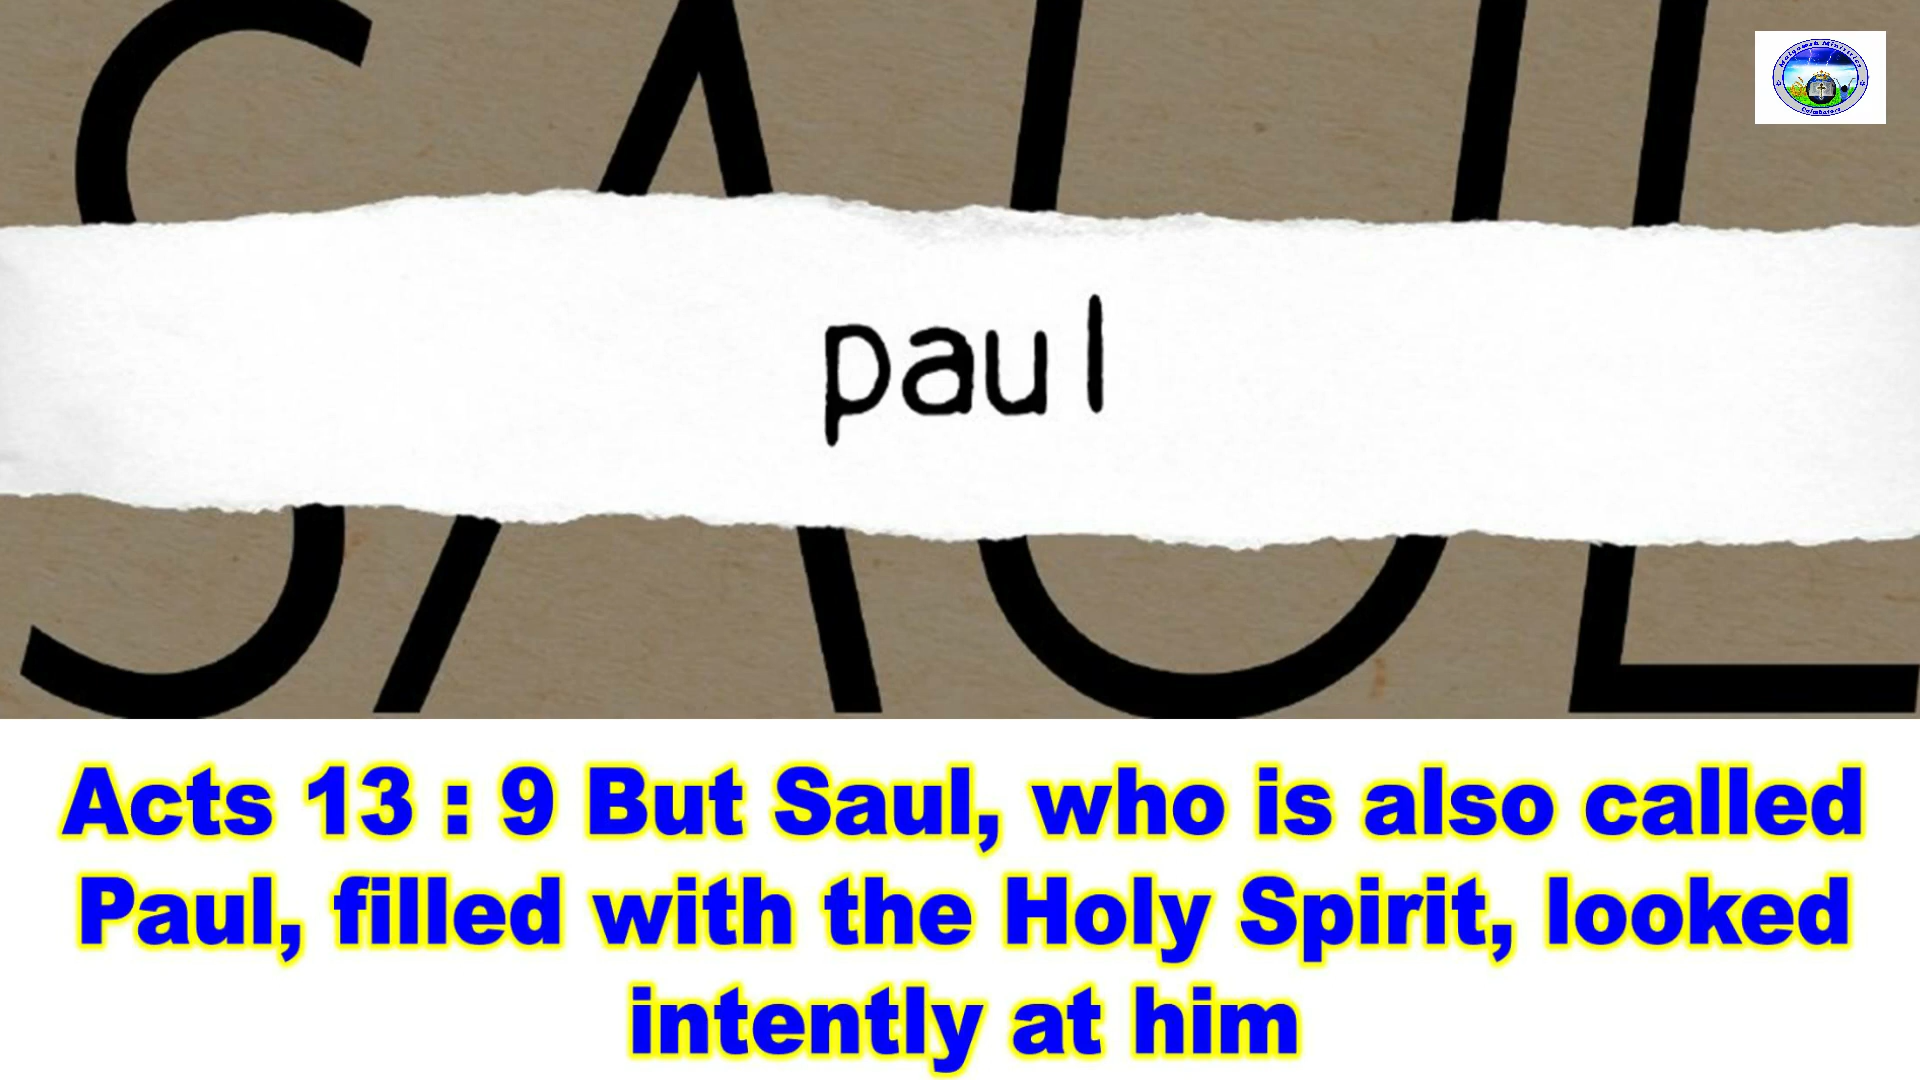 SAUL
paul
Acts 13 : 9 But Saul, who is also called
Paul, filled with the Holy Spirit, looked
intently at him